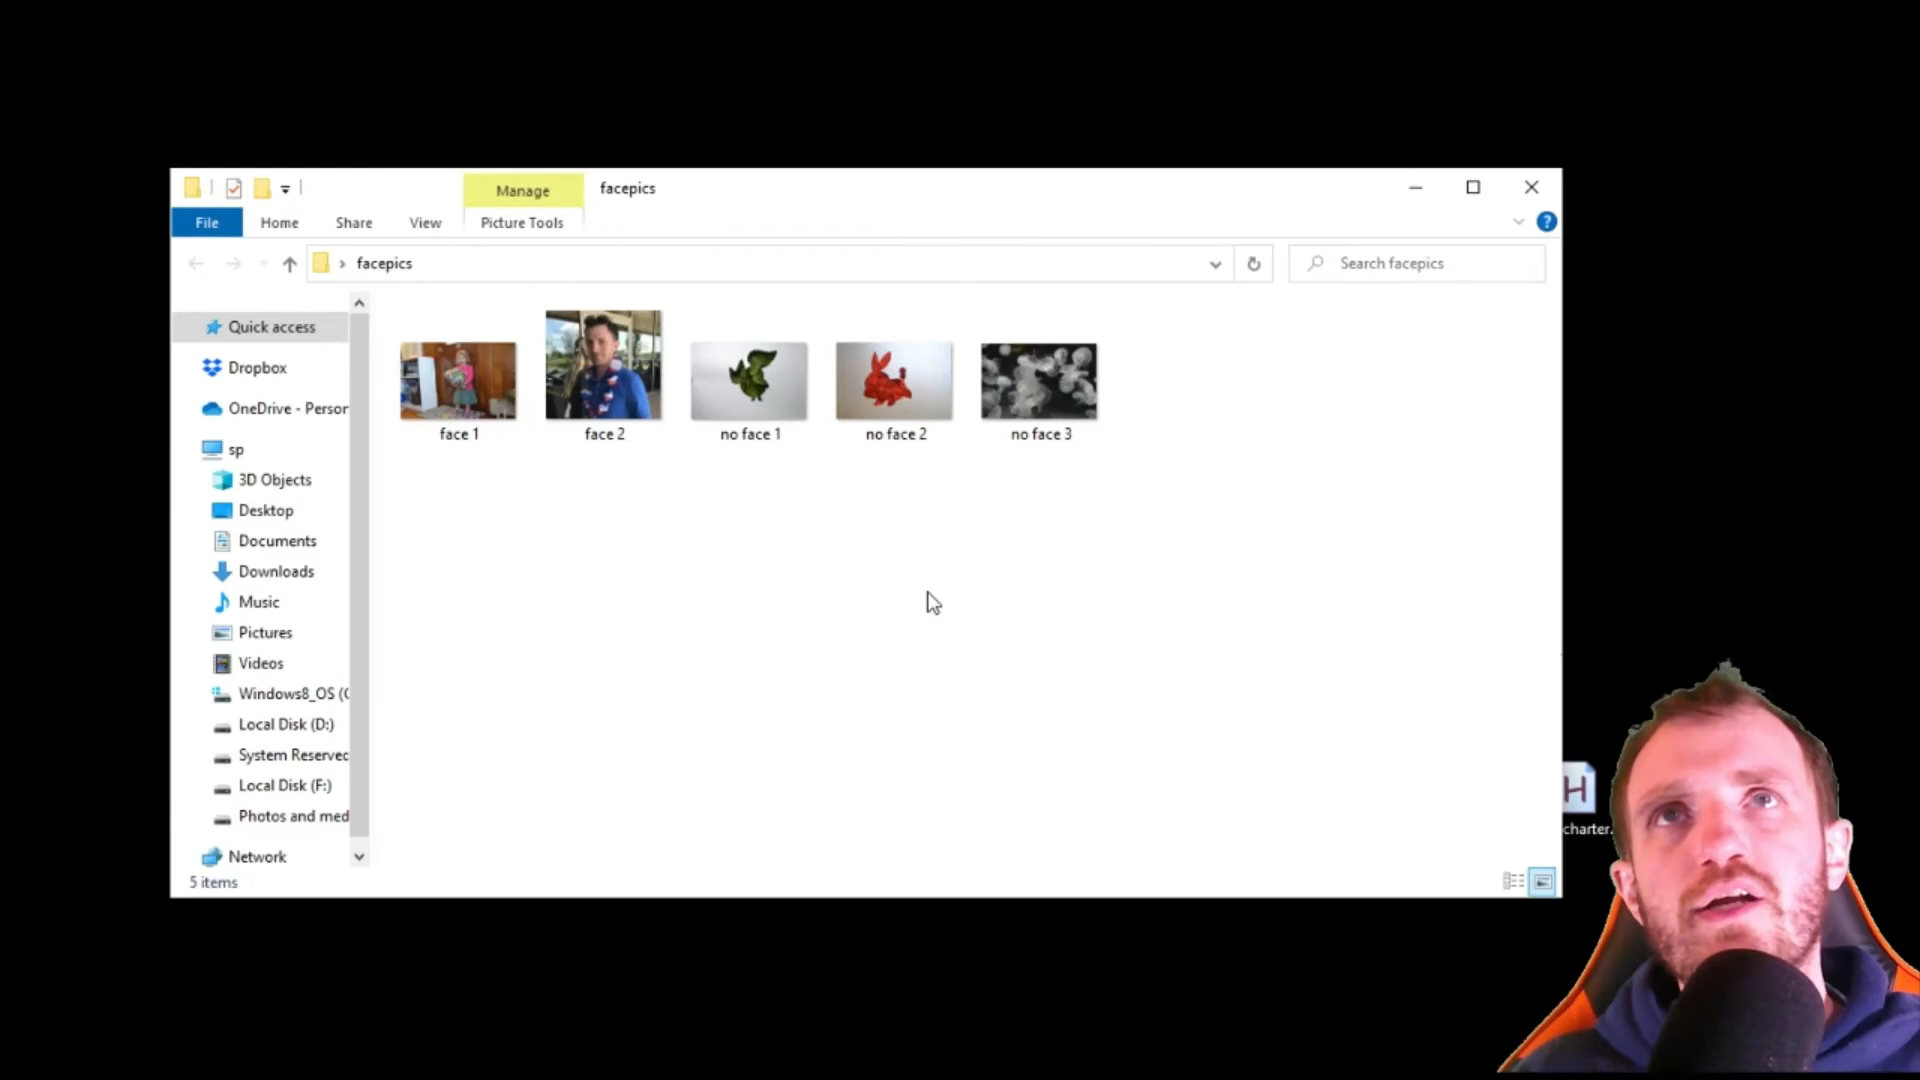 Manage
facepics
File
Home
Share
View
Picture Tools
facepics
Search facepics
Quick access
Dropbox
OneDrive - Persor
sp
3D Objects
Desktop
Documents
Downloads
Music
Pictures
Videos
Windows8_OS (C
Local Disk (D:)
System Reserved
Local Disk (F:)
Photos and med
Network
face 1
face 2
no face 1
no face 2
no face 3
5 items
H
charter.